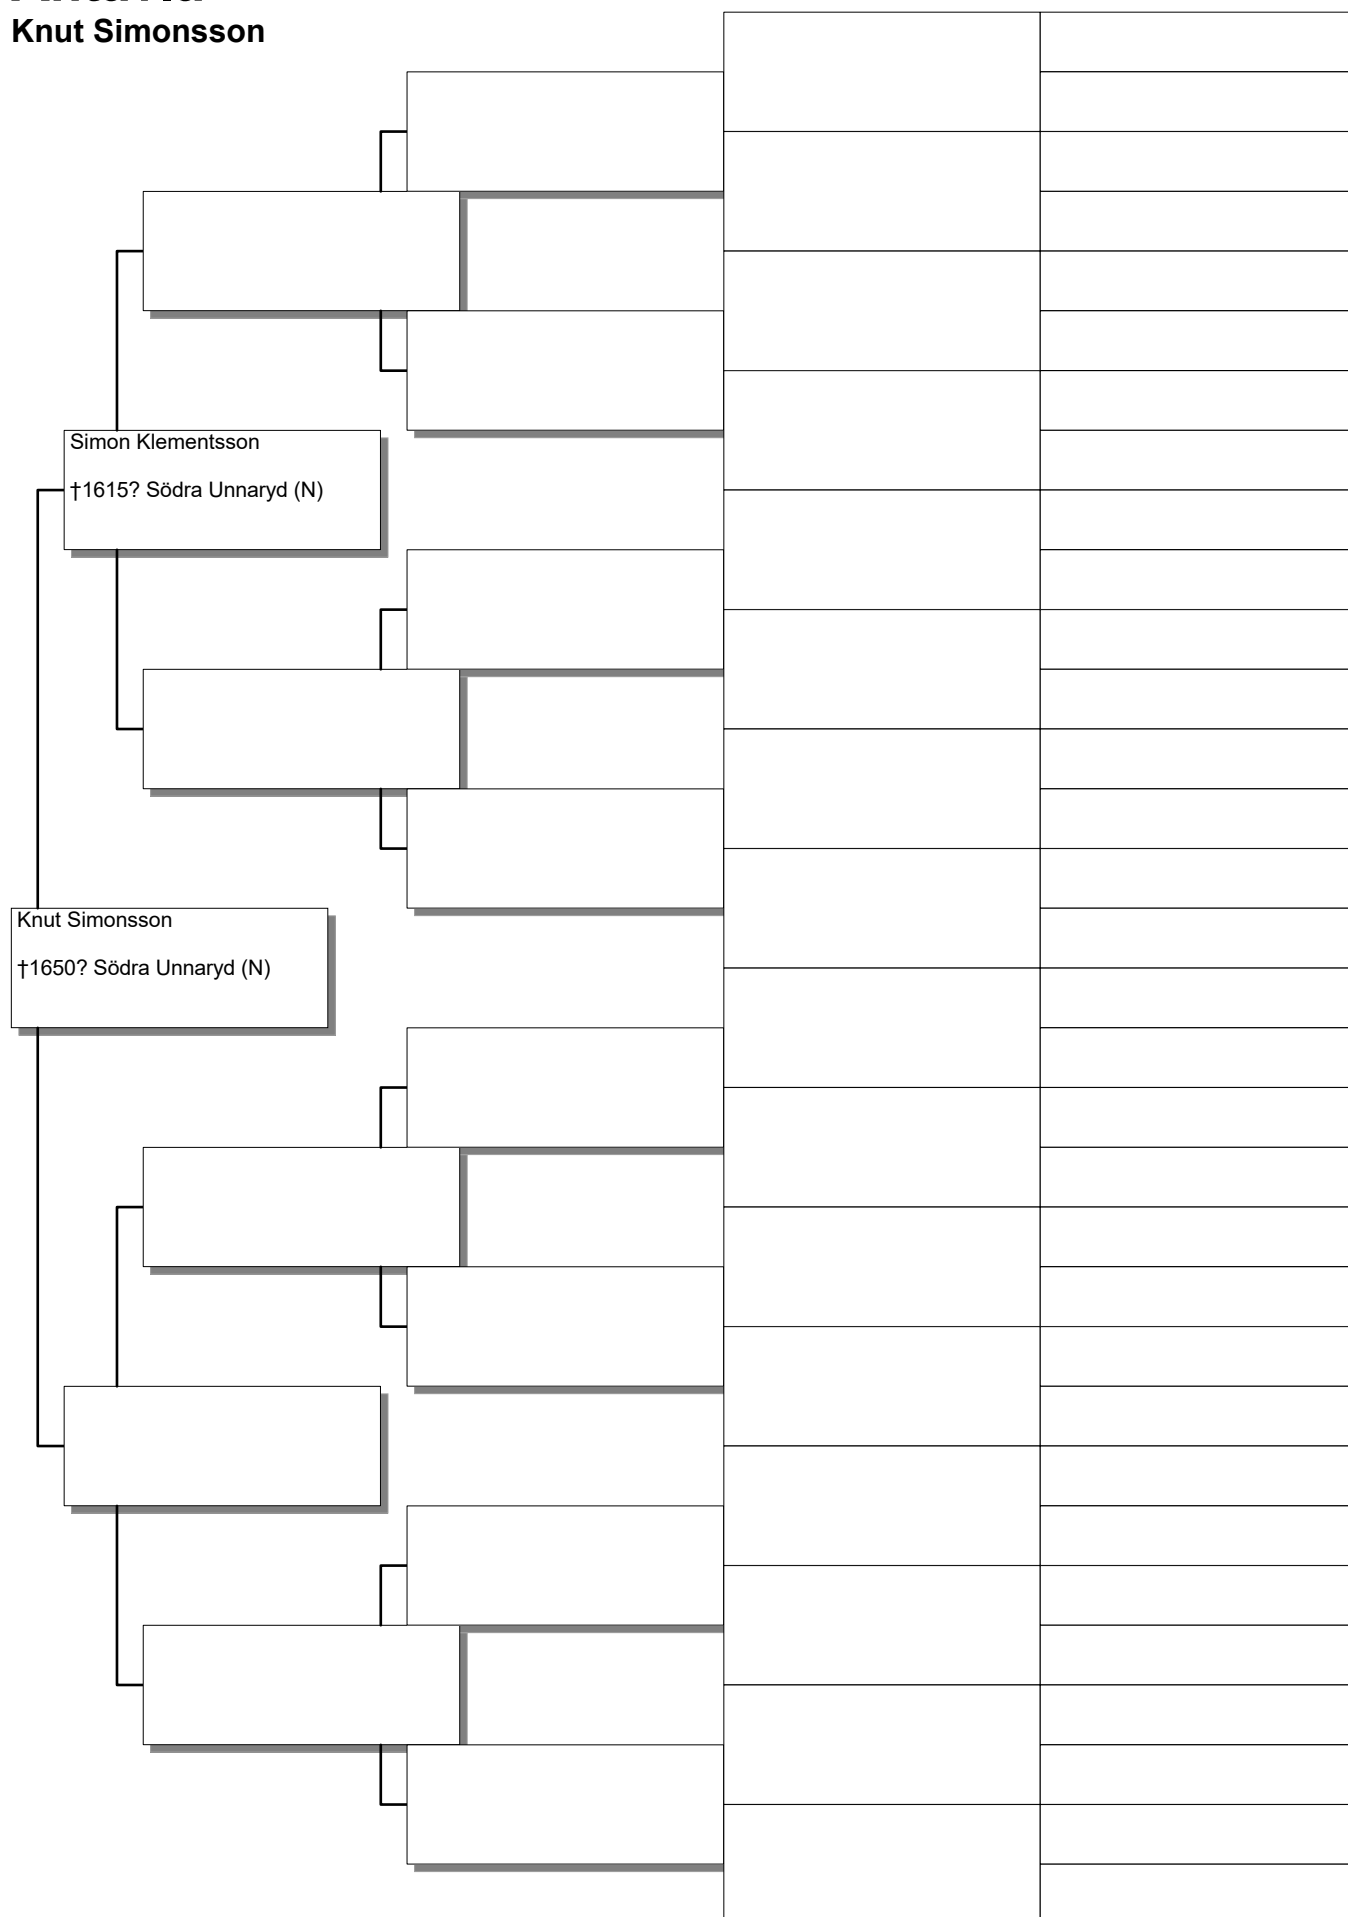 Knut Simonsson
Simon Klementsson
†1615? Södra Unnaryd (N)
Knut Simonsson
†1650? Södra Unnaryd (N)